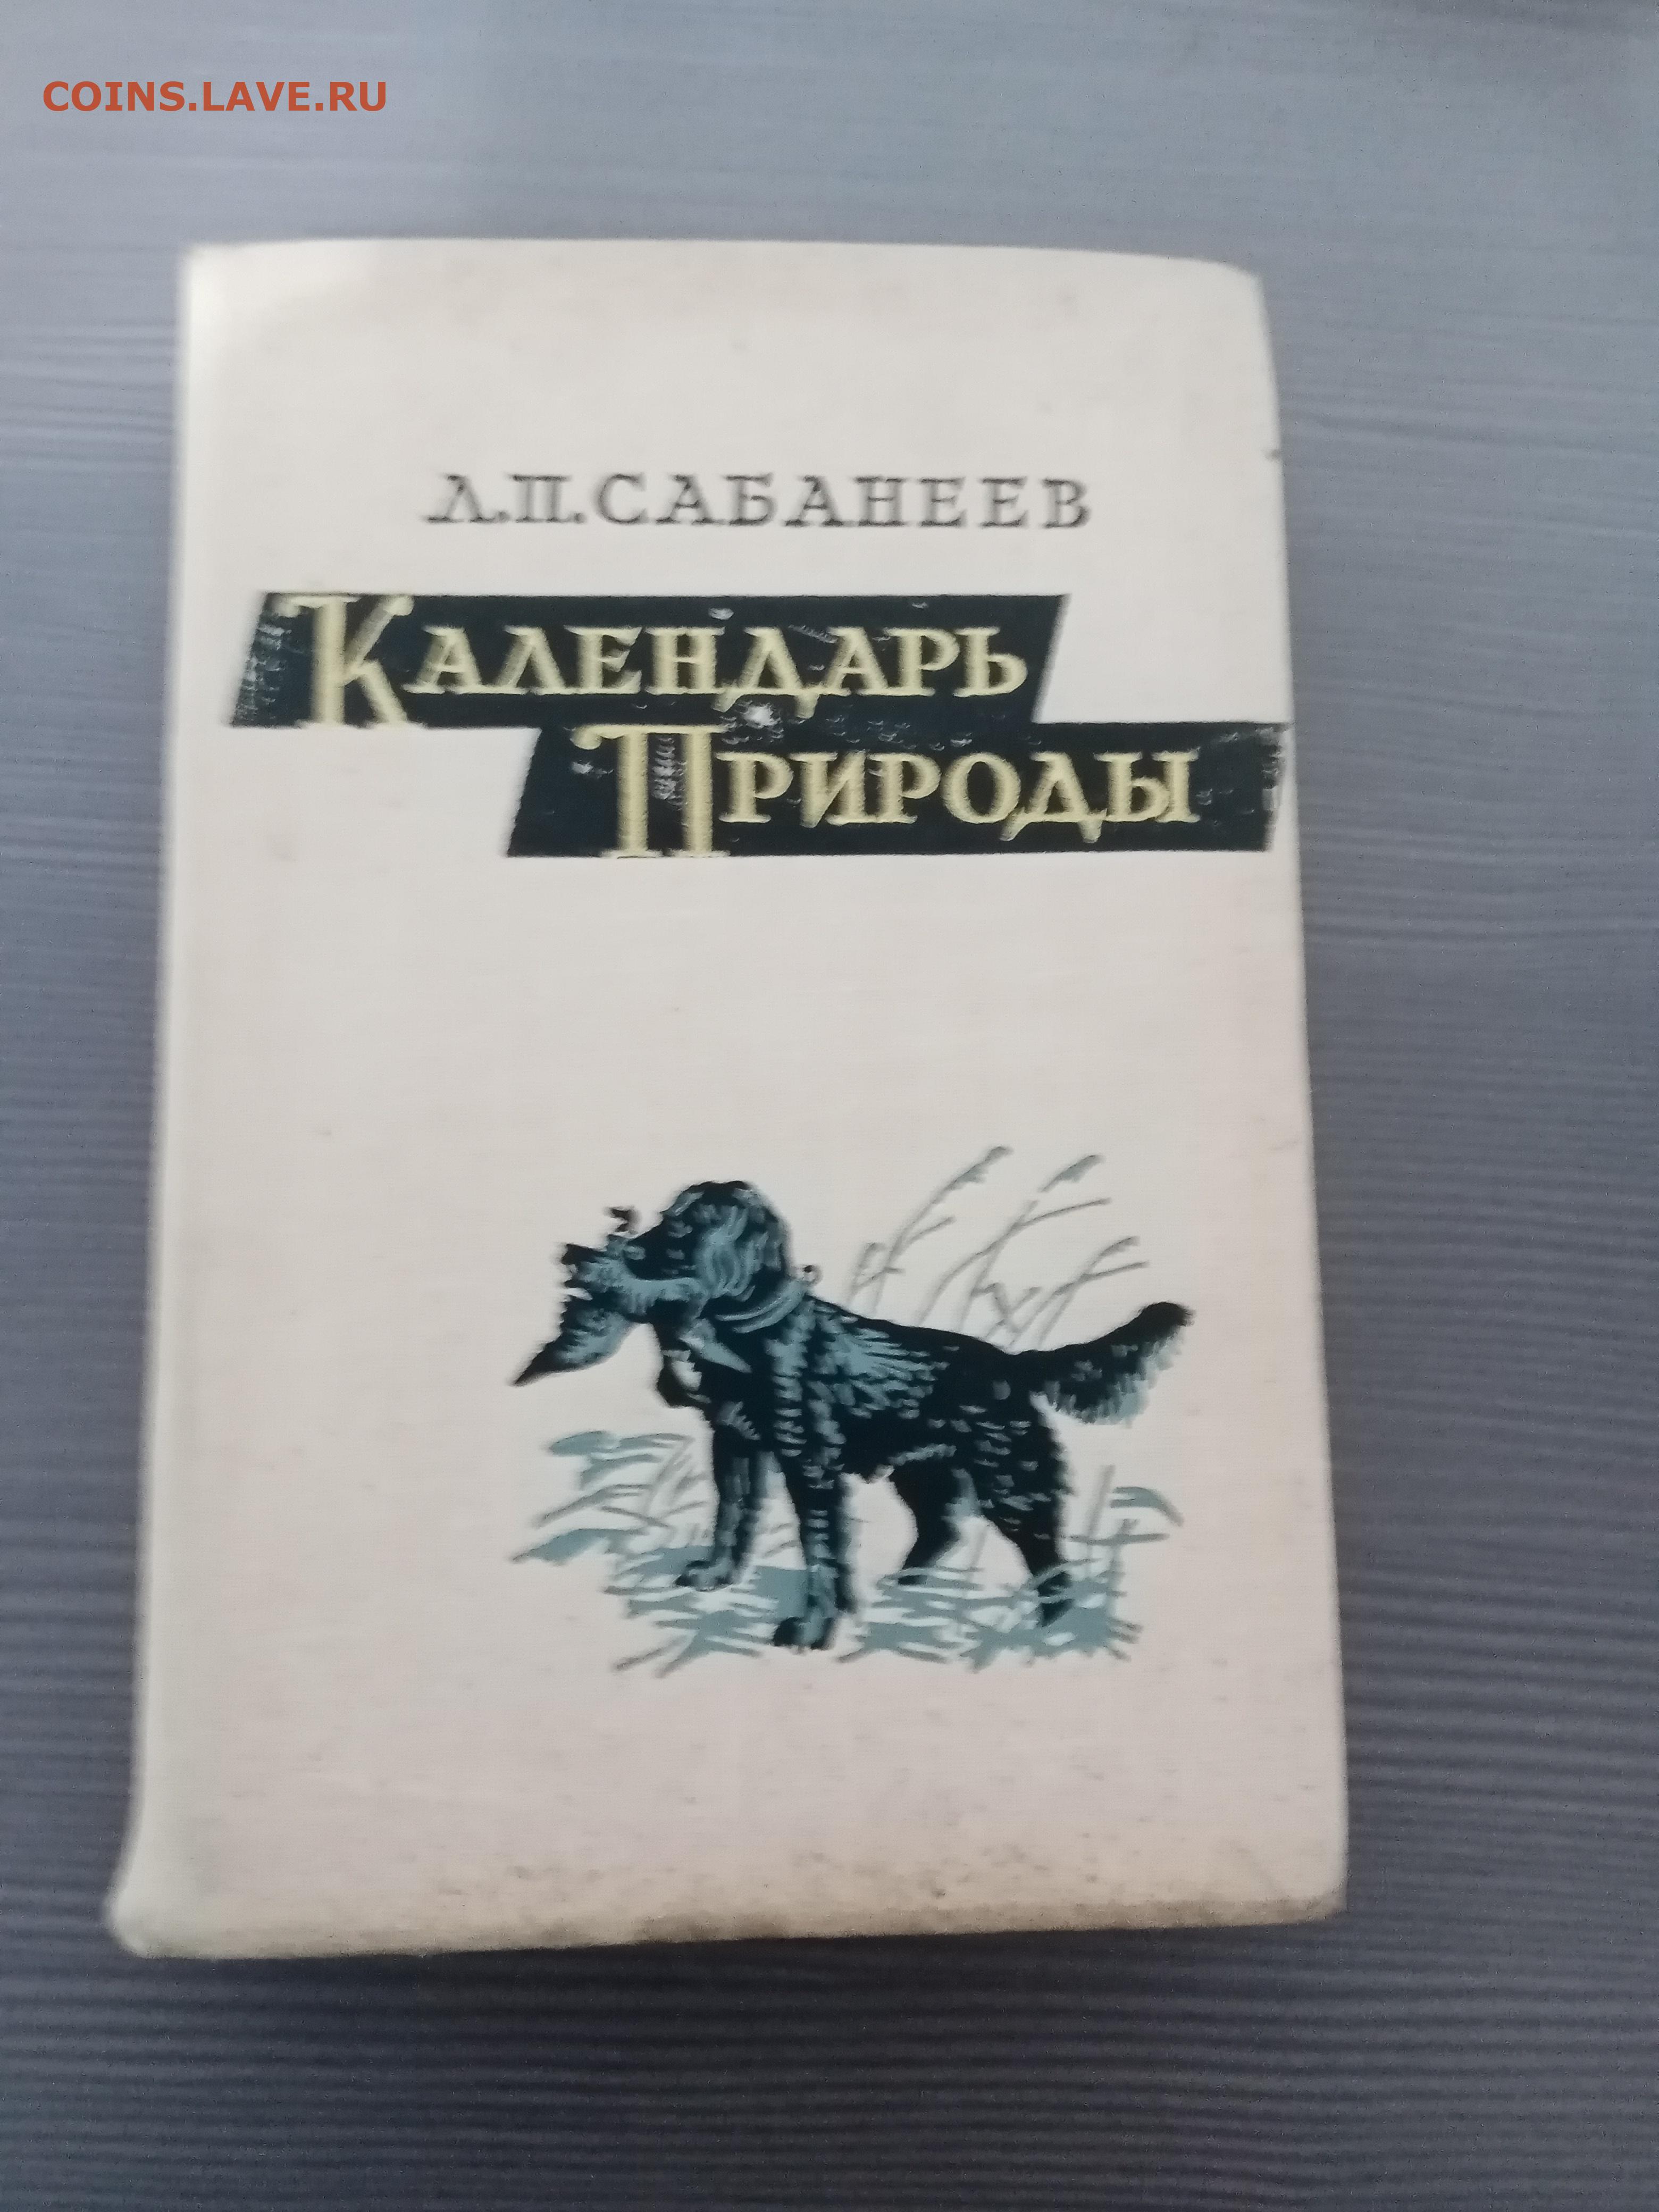 COINS.LAVE.RU
Л.П.САБАНЕЕВ
КАЛЕНДАРЬ
ПРИРОДЫ